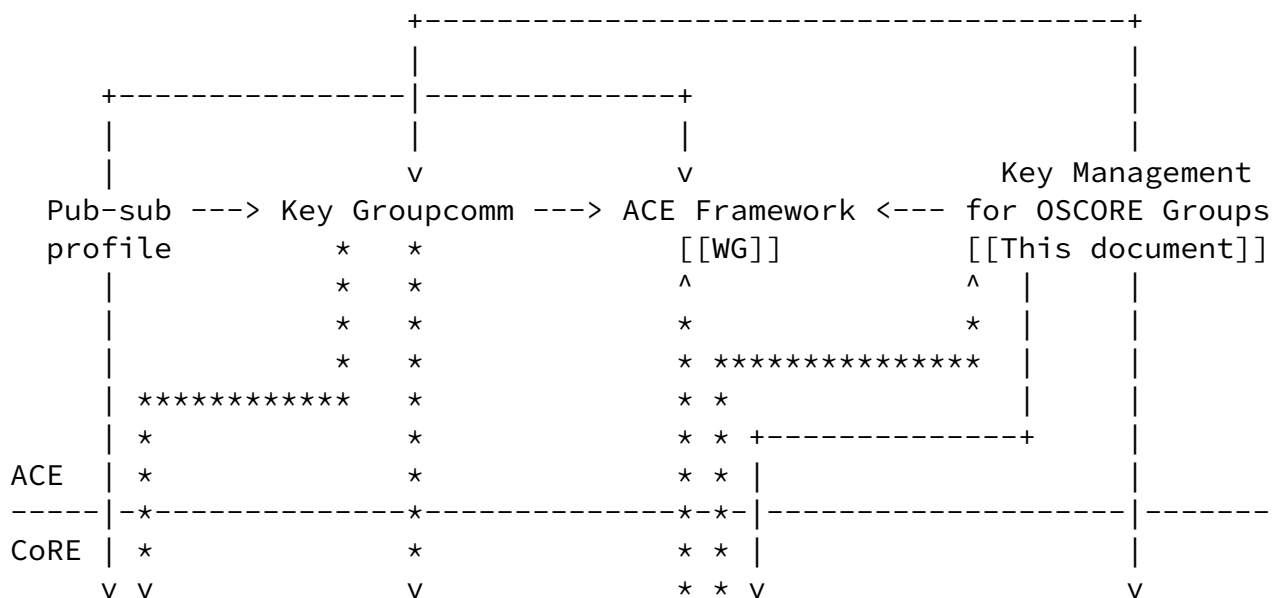 Key Management
Pub-sub ---> Key Groupcomm ---> ACE Framework <--- for OSCORE Groups
profile [[WG]] [[This document]]
ACE
CoRE